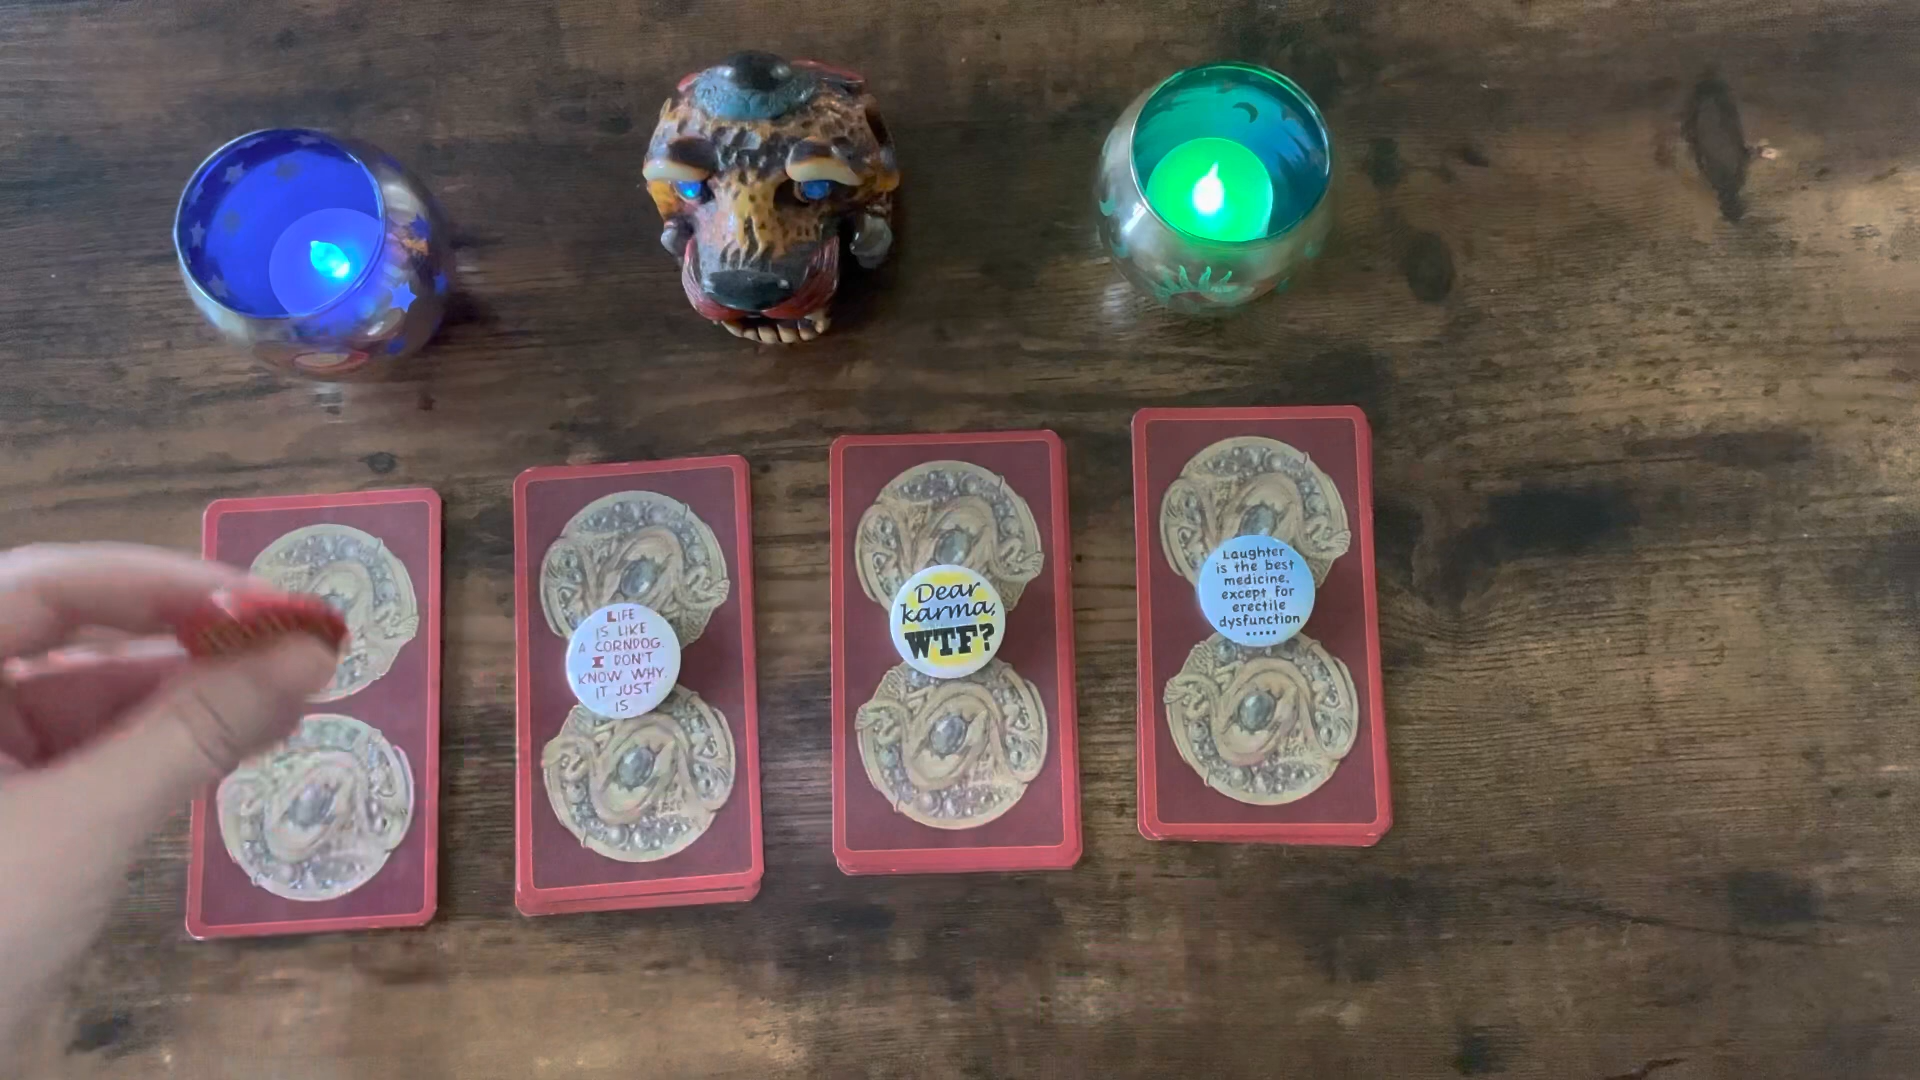 LIFE
IS LIKE
A CORNDOG.
I DON'T
KNOW WHY.
IT JUST
IS.
Dear
karma,
WTF?
Laughter
is the best
medicine,
except for
erectile
dysfunction
.....